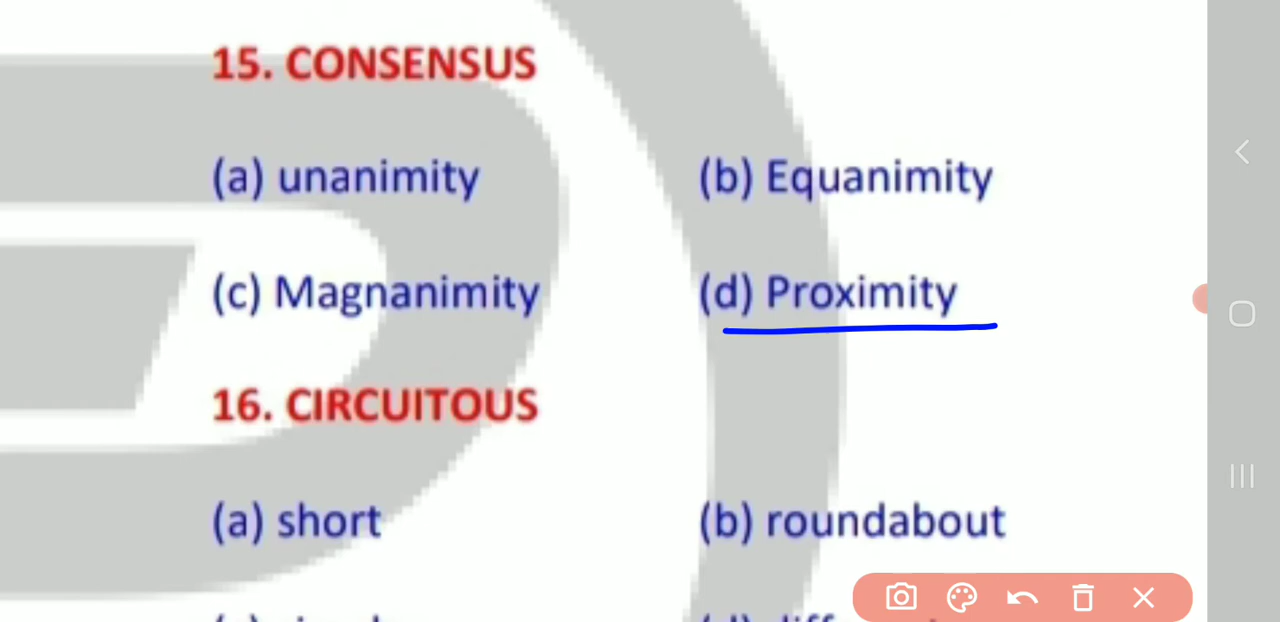 15. CONSENSUS
(a) unanimity (b) Equanimity
(c) Magnanimity (d) Proximity
16. CIRCUITOUS
(a) short (b) roundabout